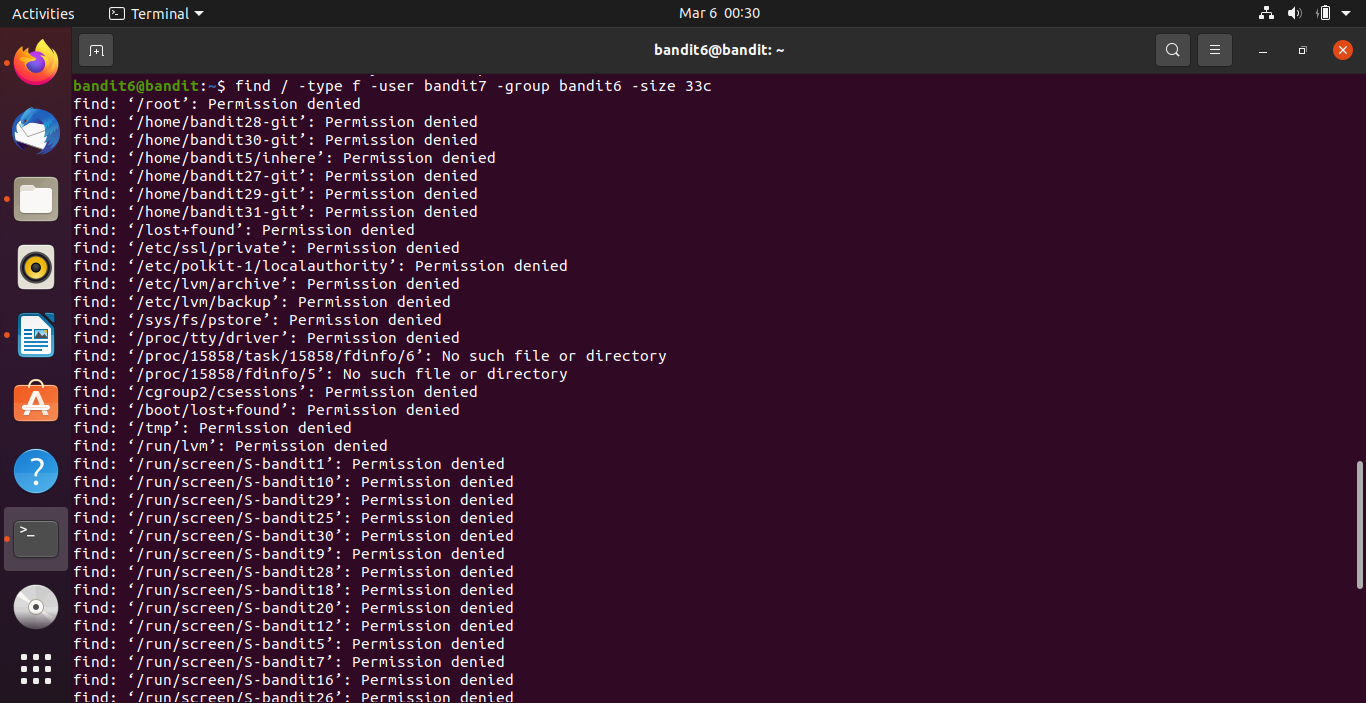 Activities
Terminal
Mar 6 00:30
bandit6@bandit: ~
bandit6@bandit:~$ find / -type f -user bandit7 -group bandit6 -size 33c
find: ‘/root’: Permission denied
find: ‘/home/bandit28-git’: Permission denied
find: ‘/home/bandit30-git’: Permission denied
find: ‘/home/bandit5/inhere’: Permission denied
find: ‘/home/bandit27-git’: Permission denied
find: ‘/home/bandit29-git’: Permission denied
find: ‘/home/bandit31-git’: Permission denied
find: ‘/lost+found’: Permission denied
find: ‘/etc/ssl/private’: Permission denied
find: ‘/etc/polkit-1/localauthority’: Permission denied
find: ‘/etc/lvm/archive’: Permission denied
find: ‘/etc/lvm/backup’: Permission denied
find: ‘/sys/fs/pstore’: Permission denied
find: ‘/proc/tty/driver’: Permission denied
find: ‘/proc/15858/task/15858/fdinfo/6’: No such file or directory
find: ‘/proc/15858/fdinfo/5’: No such file or directory
find: ‘/cgroup2/csessions’: Permission denied
find: ‘/boot/lost+found’: Permission denied
find: ‘/tmp’: Permission denied
find: ‘/run/lvm’: Permission denied
find: ‘/run/screen/S-bandit1’: Permission denied
find: ‘/run/screen/S-bandit10’: Permission denied
find: ‘/run/screen/S-bandit29’: Permission denied
find: ‘/run/screen/S-bandit25’: Permission denied
find: ‘/run/screen/S-bandit30’: Permission denied
find: ‘/run/screen/S-bandit9’: Permission denied
find: ‘/run/screen/S-bandit28’: Permission denied
find: ‘/run/screen/S-bandit18’: Permission denied
find: ‘/run/screen/S-bandit20’: Permission denied
find: ‘/run/screen/S-bandit12’: Permission denied
find: ‘/run/screen/S-bandit5’: Permission denied
find: ‘/run/screen/S-bandit7’: Permission denied
find: ‘/run/screen/S-bandit16’: Permission denied
find: ‘/run/screen/S-bandit26’: Permission denied